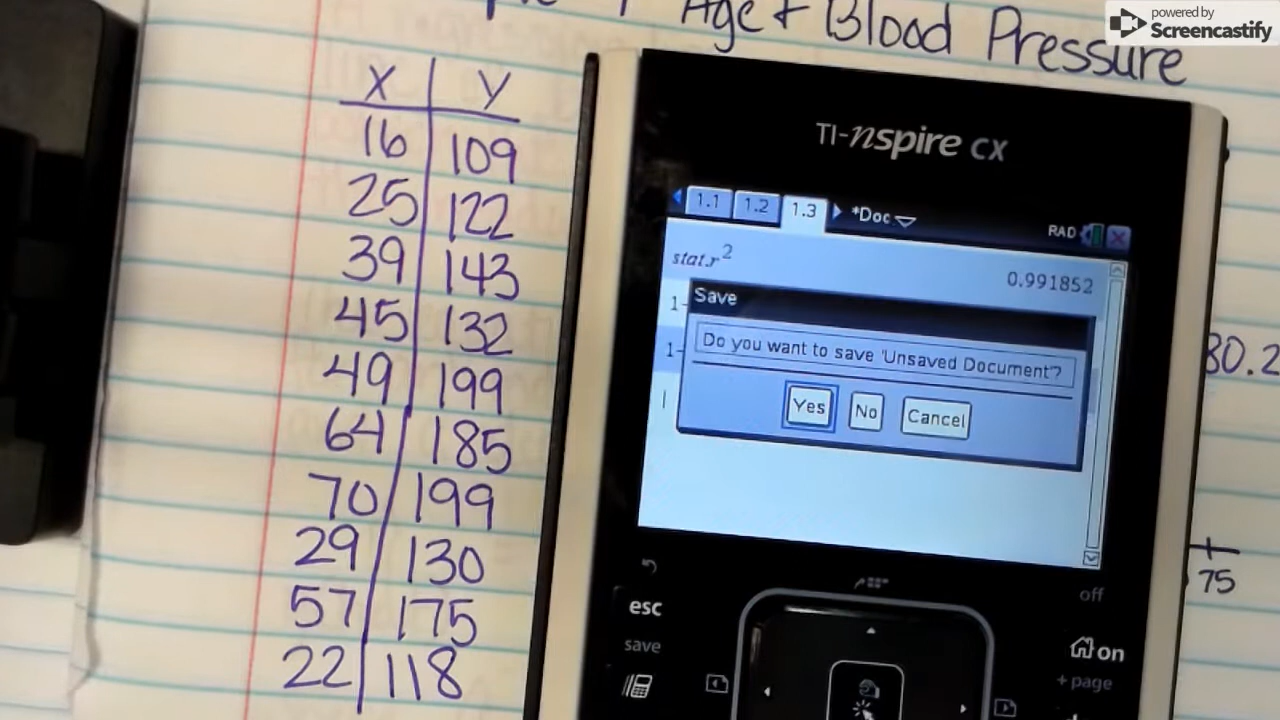 Age + Blood Pressure
powered by
Screencastify
X Y
16 109
25 122
39 143
45 132
49 199
64 185
70 199
29 130
57 175
22 118
TI-nspire CX
1.1 1.2 1.3 *Doc RAD
stat.r² 0.991852
1-
1-
Save
Do you want to save 'Unsaved Document'?
Yes No Cancel
80.2
75
esc
save
off
on
+ page